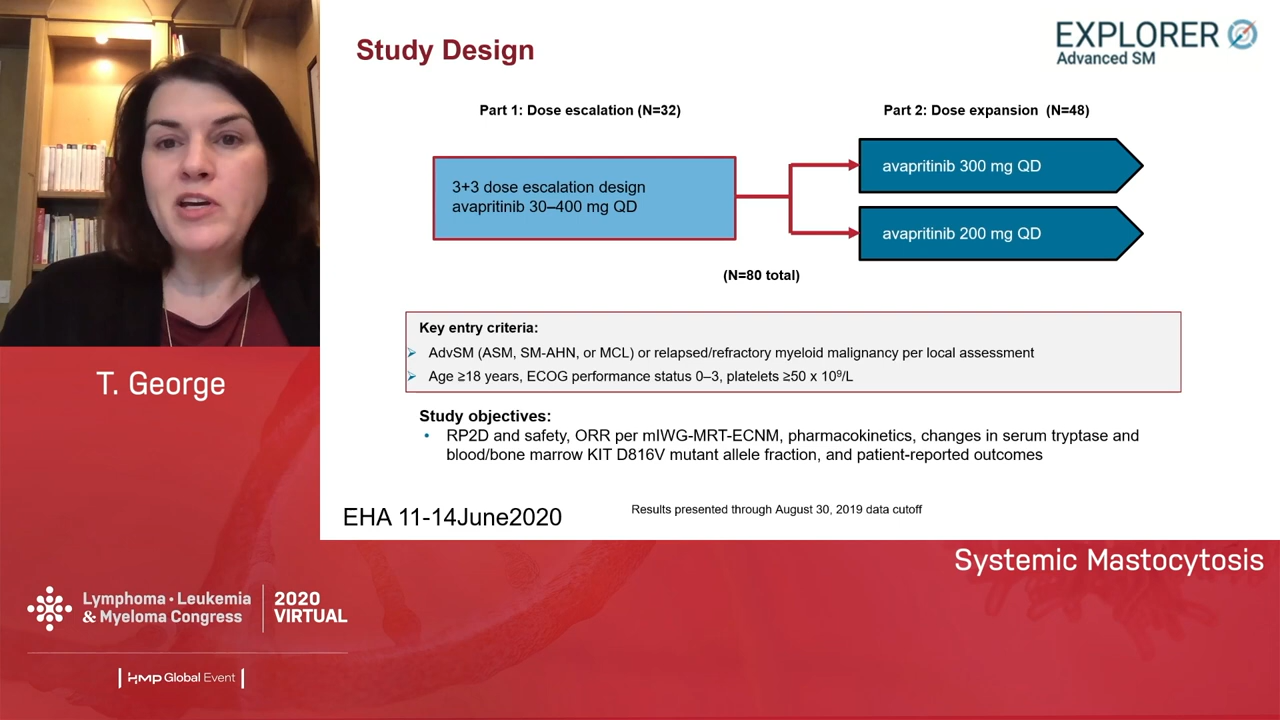 Study Design
EXPLORER
Advanced SM
Part 1: Dose escalation (N=32)
Part 2: Dose expansion (N=48)
3+3 dose escalation design
avapritinib 30–400 mg QD
avapritinib 300 mg QD
avapritinib 200 mg QD
(N=80 total)
Key entry criteria:
➢ AdvSM (ASM, SM-AHN, or MCL) or relapsed/refractory myeloid malignancy per local assessment
➢ Age ≥18 years, ECOG performance status 0–3, platelets ≥50 x 10⁹/L
Study objectives:
• RP2D and safety, ORR per mIWG-MRT-ECNM, pharmacokinetics, changes in serum tryptase and
blood/bone marrow KIT D816V mutant allele fraction, and patient-reported outcomes
EHA 11-14June2020
Results presented through August 30, 2019 data cutoff
T. George
Systemic Mastocytosis
Lymphoma • Leukemia
& Myeloma Congress
2020
VIRTUAL
HMP Global Event